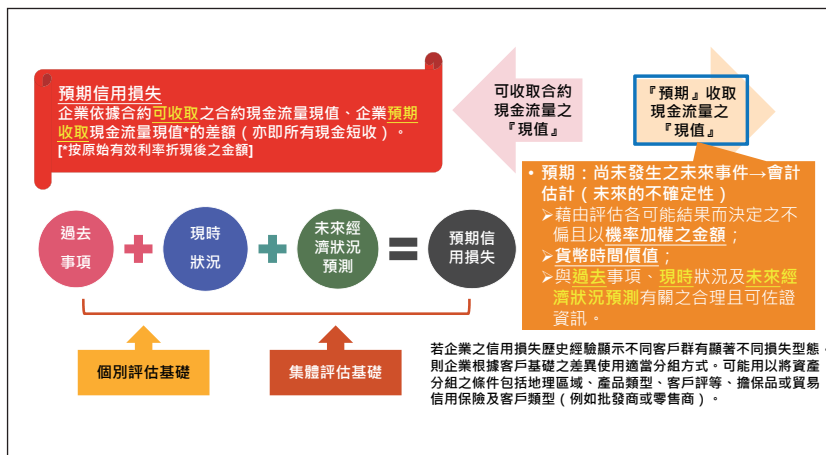 預期信用損失
企業依據合約可收取之合約現金流量現值、企業預期
收取現金流量現值*的差額（亦即所有現金短收）。
[*按原始有效利率折現後之金額]
可收取合約
現金流量之
『現值』
『預期』收取
現金流量之
『現值』
• 預期：尚未發生之未來事件→會計
估計（未來的不確定性）
➢藉由評估各可能結果而決定之不
偏且以機率加權之金額；
➢貨幣時間價值；
➢與過去事項、現時狀況及未來經
濟狀況預測有關之合理且可佐證
資訊。
過去
事項
現時
狀況
未來經
濟狀況
預測
預期信
用損失
個別評估基礎
集體評估基礎
若企業之信用損失歷史經驗顯示不同客戶群有顯著不同損失型態，
則企業根據客戶基礎之差異使用適當分組方式。可能用以將資產
分組之條件包括地理區域、產品類型、客戶評等、擔保品或貿易
信用保險及客戶類型（例如批發商或零售商）。